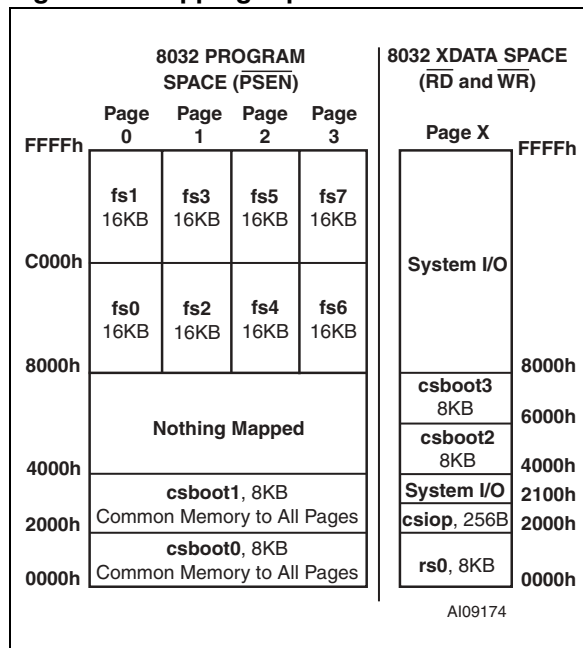 8032 PROGRAM
SPACE (PSEN)
Page 0 Page 1 Page 2 Page 3
FFFFh
fs1 16KB fs3 16KB fs5 16KB fs7 16KB
C000h
fs0 16KB fs2 16KB fs4 16KB fs6 16KB
8000h
Nothing Mapped
4000h
csboot1, 8KB
Common Memory to All Pages
2000h
csboot0, 8KB
Common Memory to All Pages
0000h
8032 XDATA SPACE
(RD and WR)
Page X
FFFFh
System I/O
8000h
csboot3
8KB
6000h
csboot2
8KB
4000h
System I/O
2100h
csiop, 256B
2000h
rs0, 8KB
0000h
AI09174